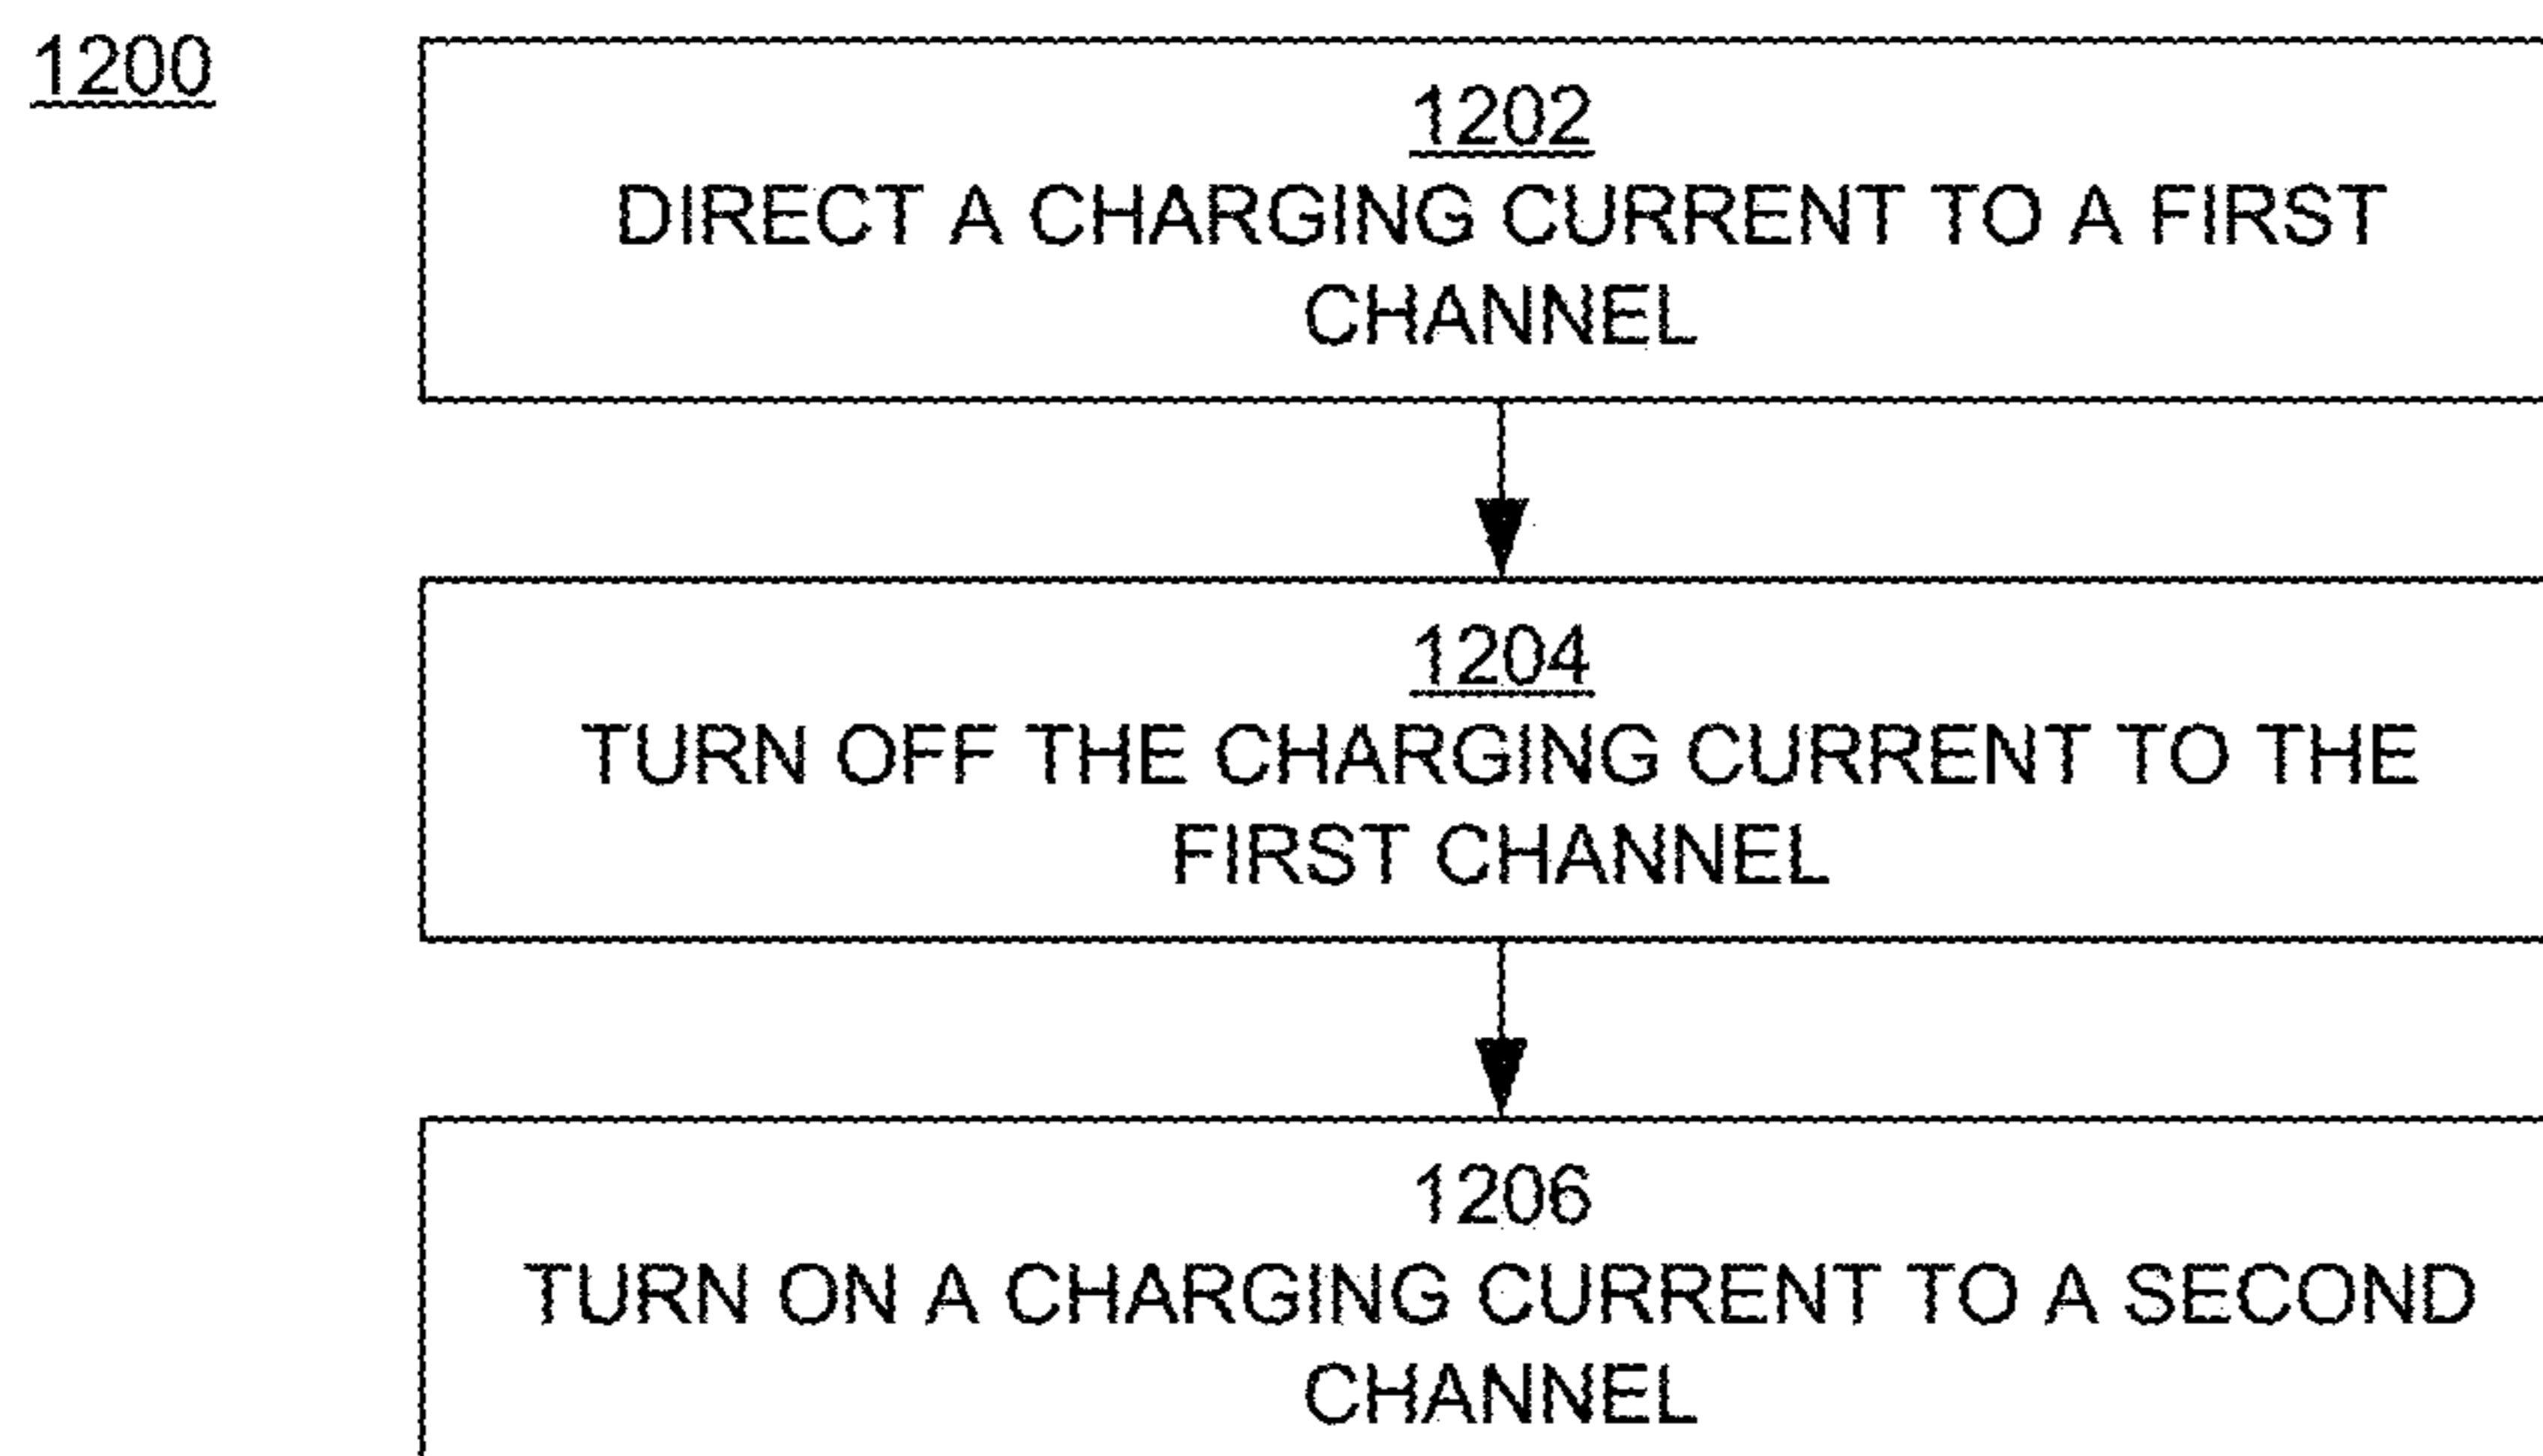 1200
1202
DIRECT A CHARGING CURRENT TO A FIRST
CHANNEL
1204
TURN OFF THE CHARGING CURRENT TO THE
FIRST CHANNEL
1206
TURN ON A CHARGING CURRENT TO A SECOND
CHANNEL